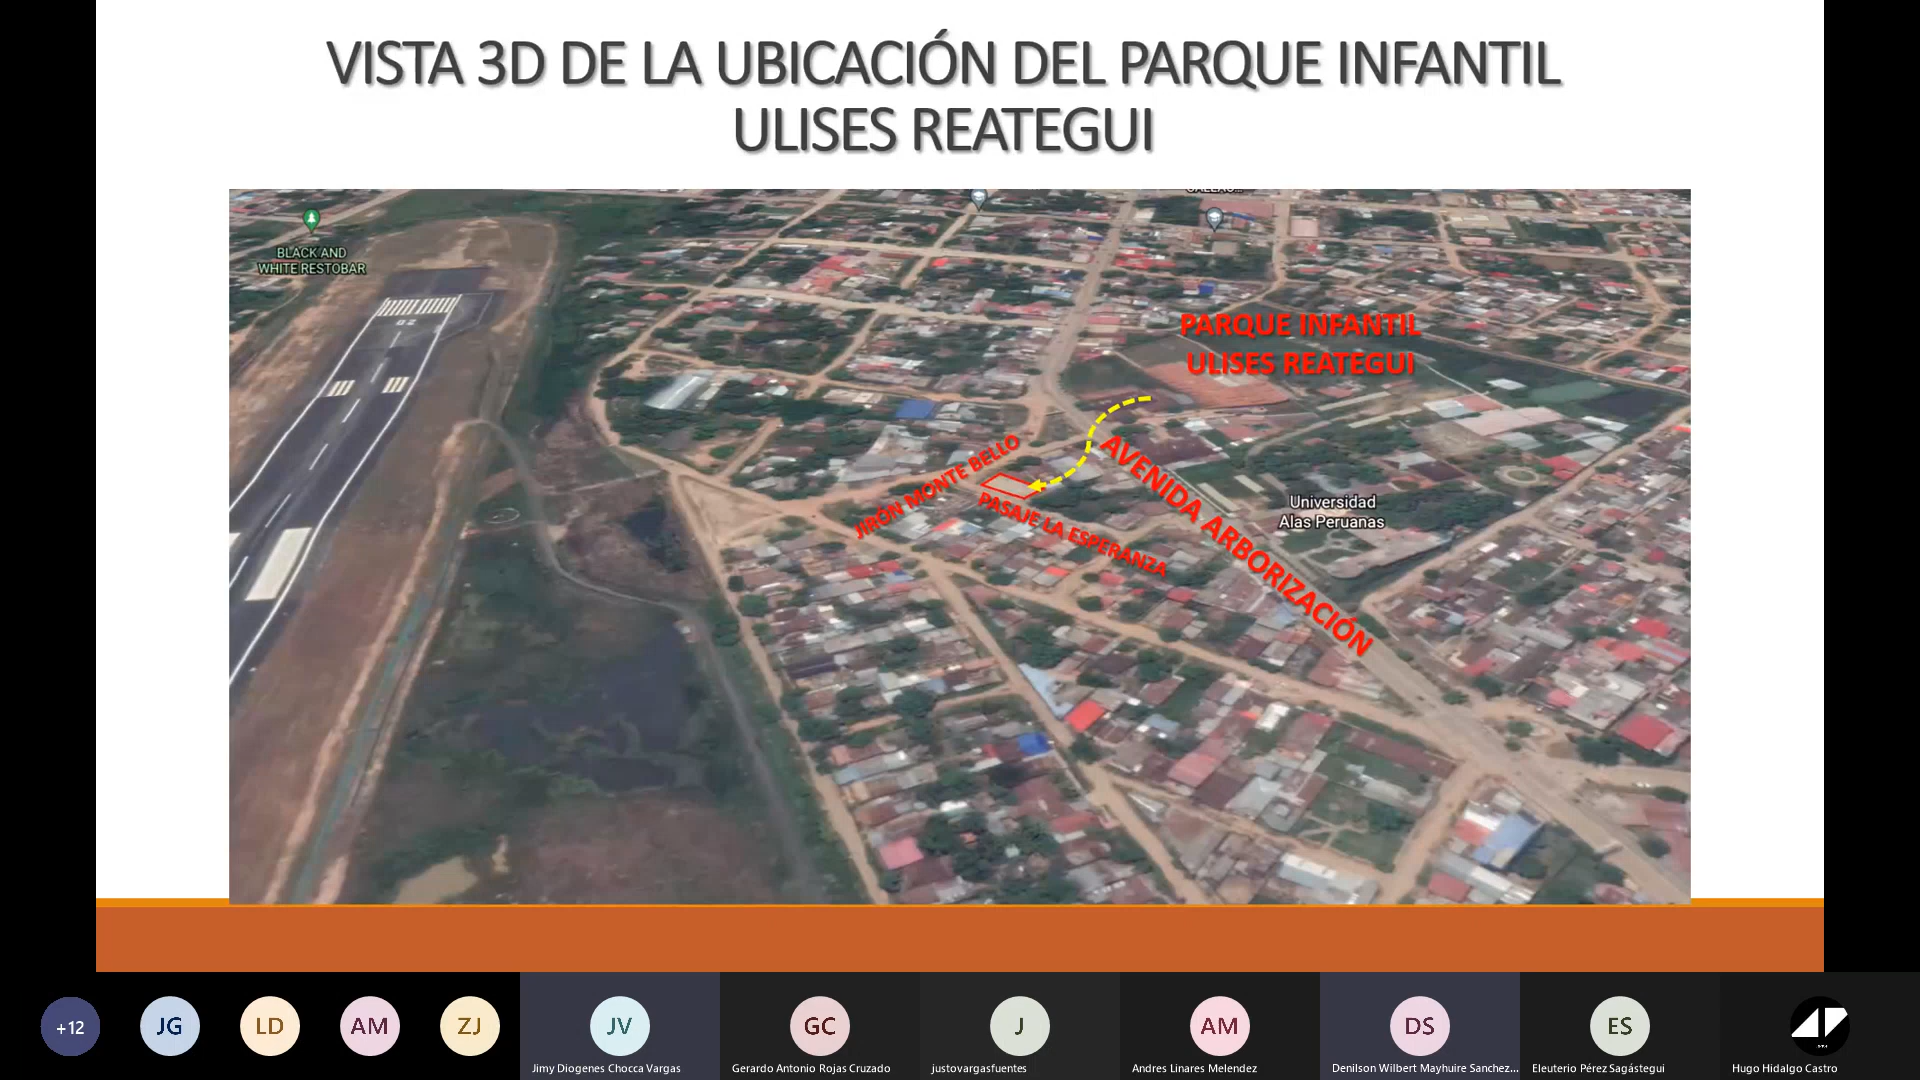 VISTA 3D DE LA UBICACIÓN DEL PARQUE INFANTIL
ULISES REATEGUI
BLACK AND
WHITE RESTOBAR
PARQUE INFANTIL
ULISES REATEGUI
JIRÓN MONTE BELLO
PASAJE LA ESPERANZA
AVENIDA ARBORIZACIÓN
Universidad
Alas Peruanas
+12
JG
LD
AM
ZJ
JV
GC
J
AM
DS
ES
Jimy Diogenes Chocca Vargas
Gerardo Antonio Rojas Cruzado
justovargasfuentes
Andres Linares Melendez
Denilson Wilbert Mayhuire Sanchez...
Eleuterio Pérez Sagástegui
Hugo Hidalgo Castro